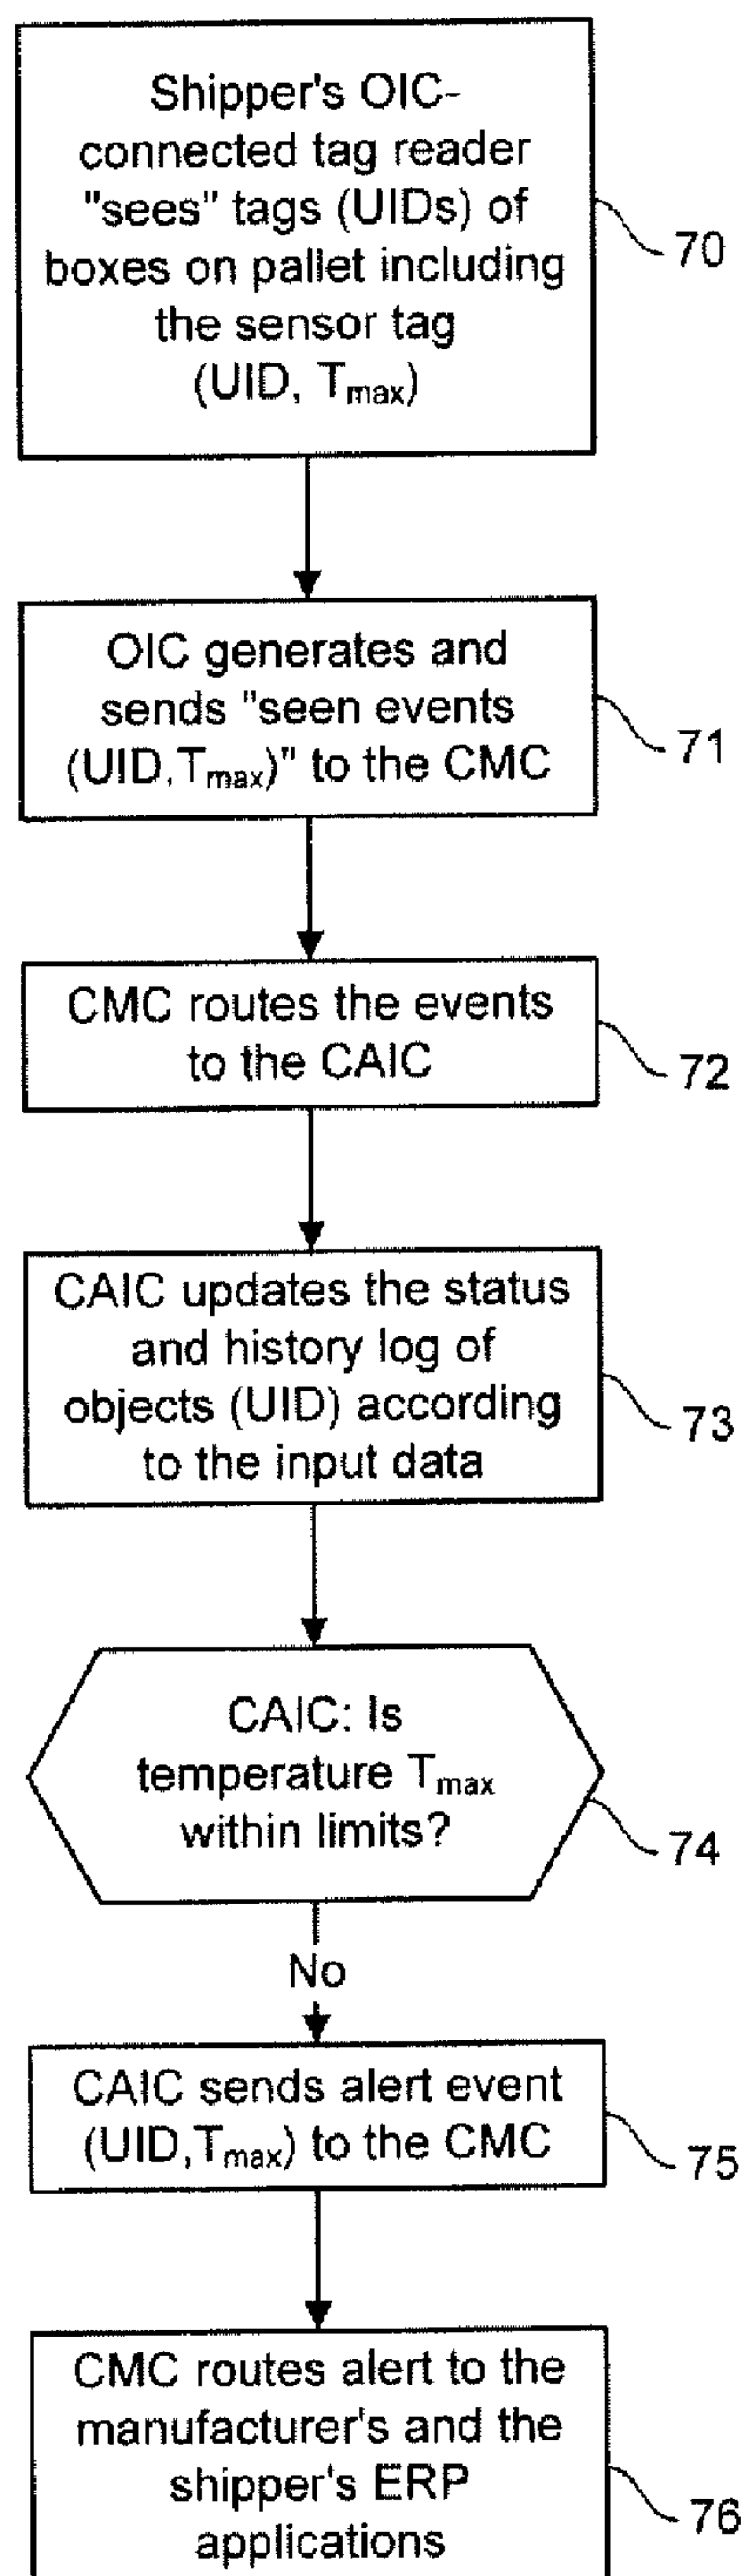 Shipper's OIC-
connected tag reader
"sees" tags (UIDs) of
boxes on pallet including
the sensor tag
(UID, Tmax)
70
OIC generates and
sends "seen events
(UID,Tmax)" to the CMC
71
CMC routes the events
to the CAIC
72
CAIC updates the status
and history log of
objects (UID) according
to the input data
73
CAIC: Is
temperature Tmax
within limits?
74
No
CAIC sends alert event
(UID,Tmax) to the CMC
75
CMC routes alert to the
manufacturer's and the
shipper's ERP
applications
76